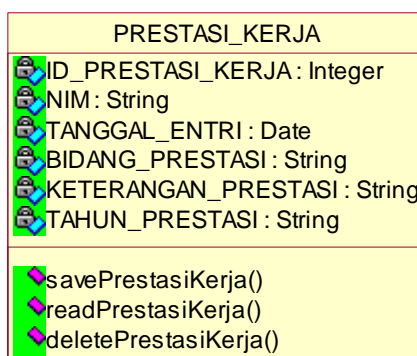 PRESTASI_KERJA
ID_PRESTASI_KERJA : Integer
NIM : String
TANGGAL_ENTRI : Date
BIDANG_PRESTASI : String
KETERANGAN_PRESTASI : String
TAHUN_PRESTASI : String
savePrestasiKerja()
readPrestasiKerja()
deletePrestasiKerja()